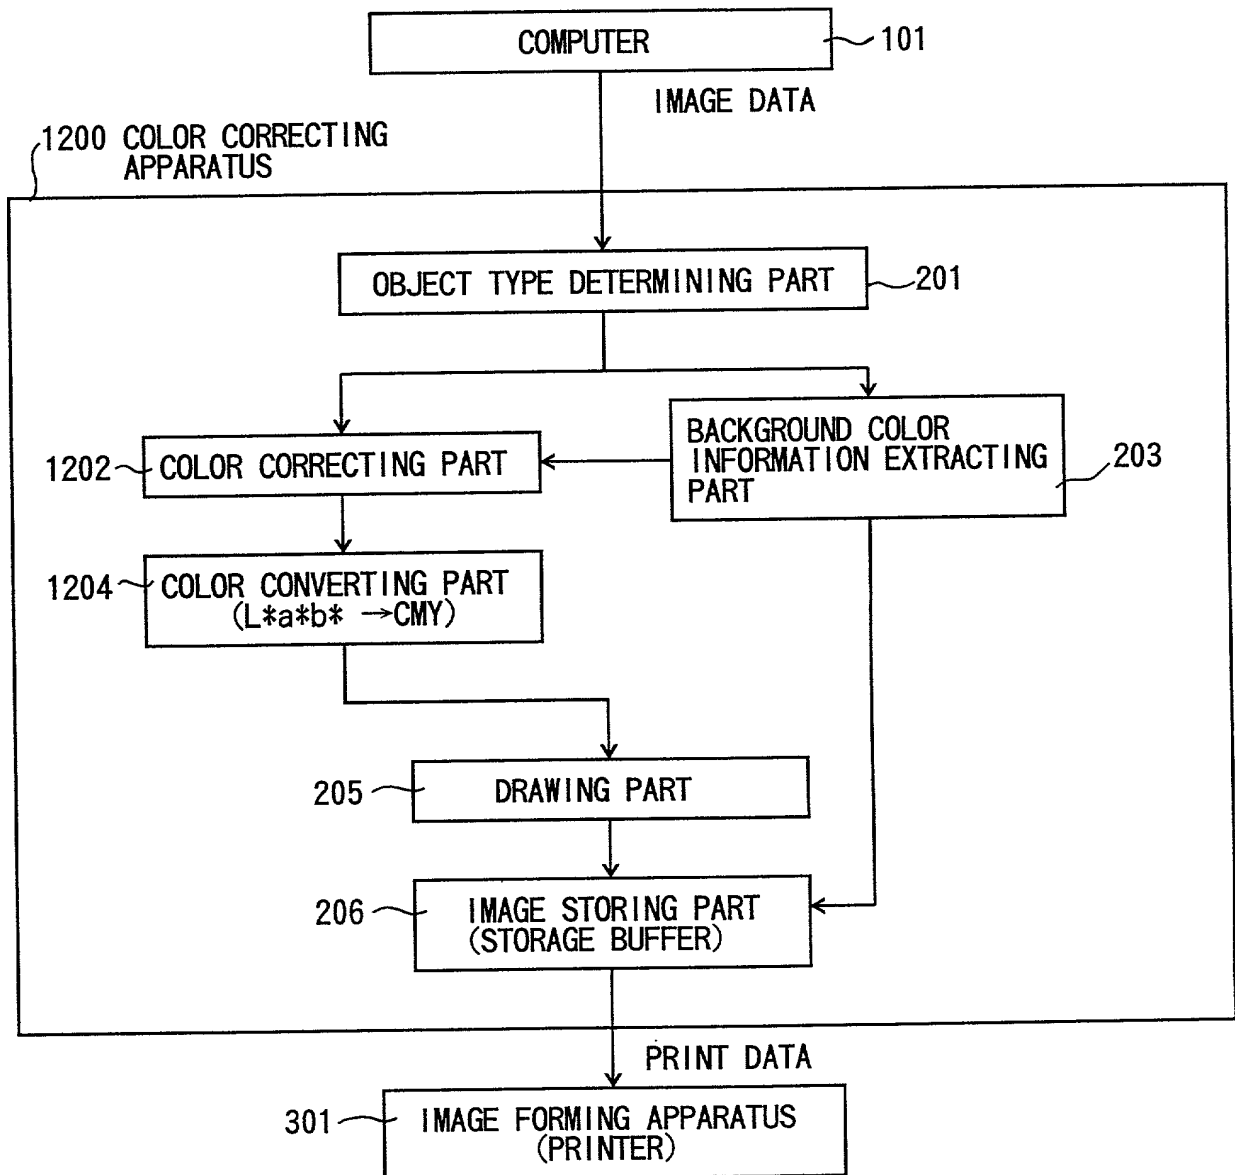 COMPUTER
101
IMAGE DATA
1200 COLOR CORRECTING
APPARATUS
OBJECT TYPE DETERMINING PART
201
BACKGROUND COLOR
INFORMATION EXTRACTING
PART
203
1202
COLOR CORRECTING PART
1204
COLOR CONVERTING PART
(L*a*b* →CMY)
205
DRAWING PART
206
IMAGE STORING PART
(STORAGE BUFFER)
PRINT DATA
301
IMAGE FORMING APPARATUS
(PRINTER)